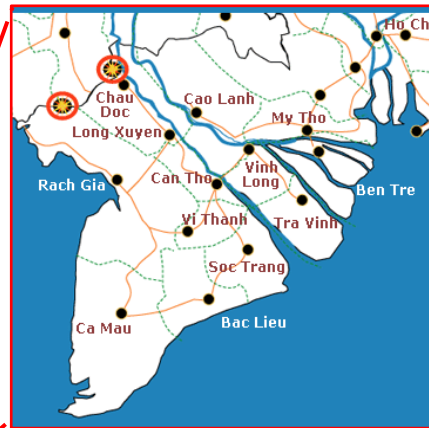 Ho Ch
Chau
Doc
Cao Lanh
My Tho
Long Xuyen
Rach Gia
Can Tho
Vinh
Long
Ben Tre
Vi Thanh
Tra Vinh
Soc Trang
Ca Mau
Bac Lieu